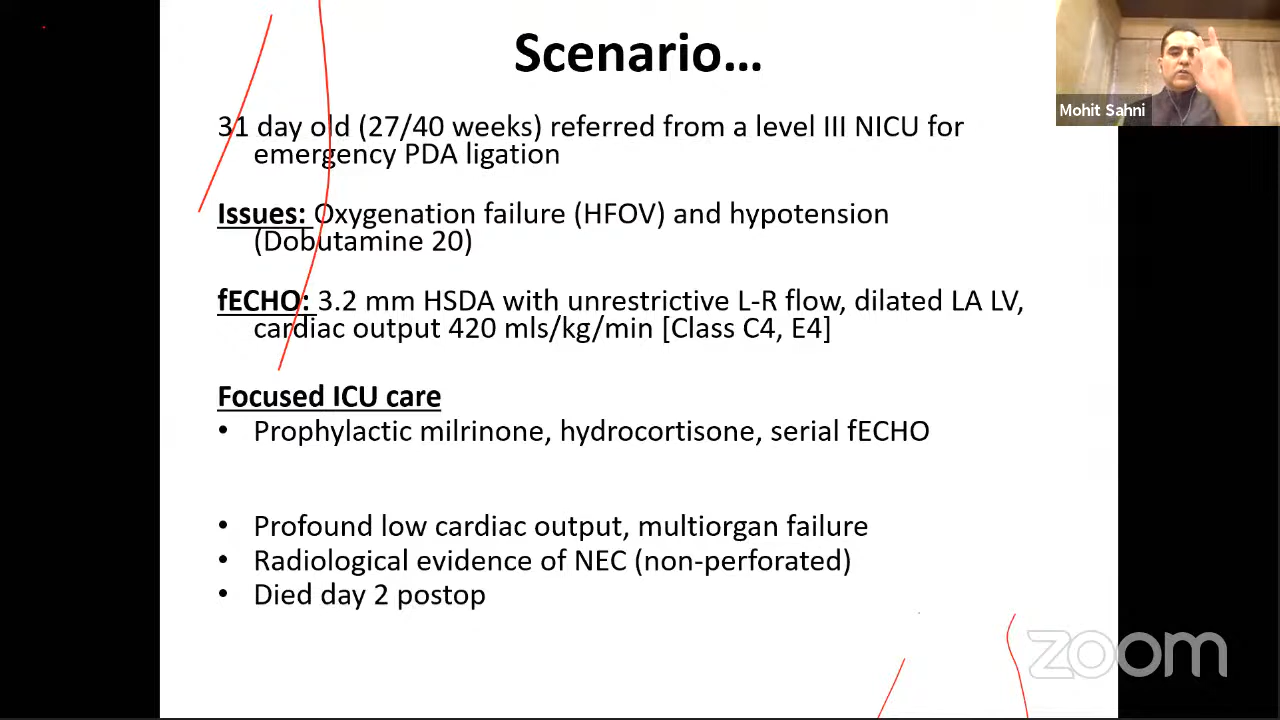 Scenario…
Mohit Sahni
31 day old (27/40 weeks) referred from a level III NICU for
emergency PDA ligation
Issues: Oxygenation failure (HFOV) and hypotension
(Dobutamine 20)
fECHO: 3.2 mm HSDA with unrestrictive L-R flow, dilated LA LV,
cardiac output 420 mls/kg/min [Class C4, E4]
Focused ICU care
• Prophylactic milrinone, hydrocortisone, serial fECHO
• Profound low cardiac output, multiorgan failure
• Radiological evidence of NEC (non-perforated)
• Died day 2 postop
zoom